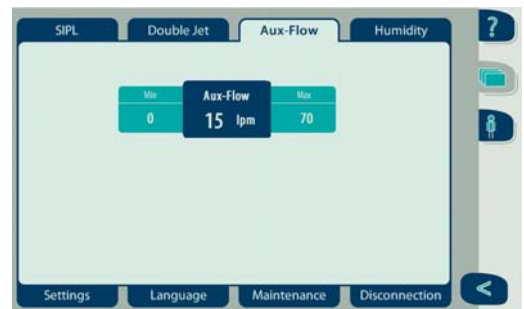 SIPL Double Jet Aux-Flow Humidity ?
Min Aux-Flow Max
0 15 lpm 70
Settings Language Maintenance Disconnection <